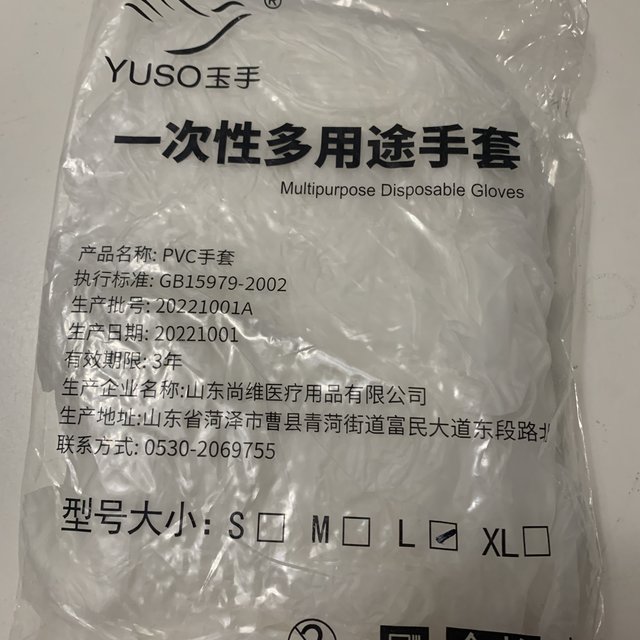 ®
YUSO玉手
一次性多用途手套
Multipurpose Disposable Gloves
产品名称: PVC手套
执行标准: GB15979-2002
生产批号: 20221001A
生产日期: 20221001
有效期限: 3年
生产企业名称:山东尚维医疗用品有限公司
生产地址:山东省菏泽市曹县青菏街道富民大道东段路北
联系方式: 0530-2069755
型号大小: S M L XL
2